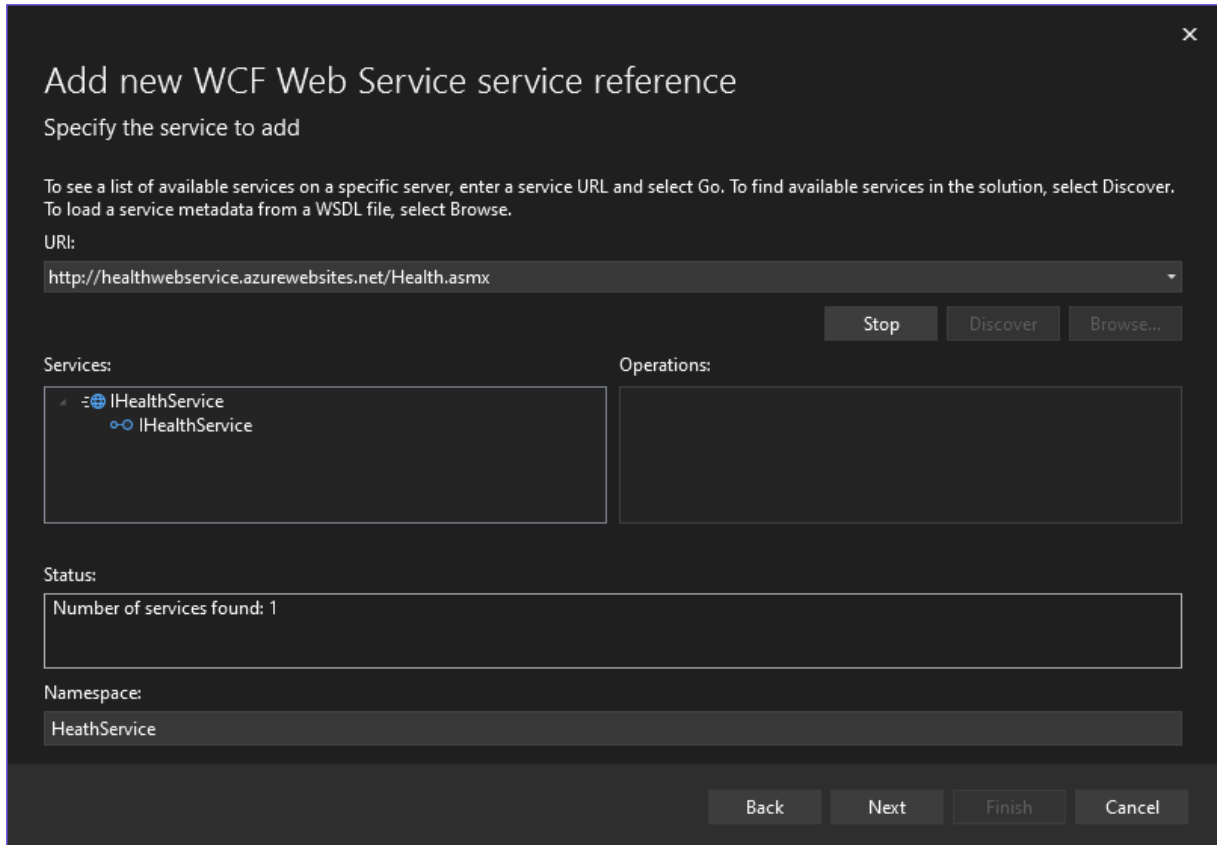 Add new WCF Web Service service reference
Specify the service to add
To see a list of available services on a specific server, enter a service URL and select Go. To find available services in the solution, select Discover.
To load a service metadata from a WSDL file, select Browse.
URI:
http://healthwebservice.azurewebsites.net/Health.asmx
Stop Discover Browse...
Services: Operations:
IHealthService
IHealthService
Status:
Number of services found: 1
Namespace:
HeathService
Back Next Finish Cancel